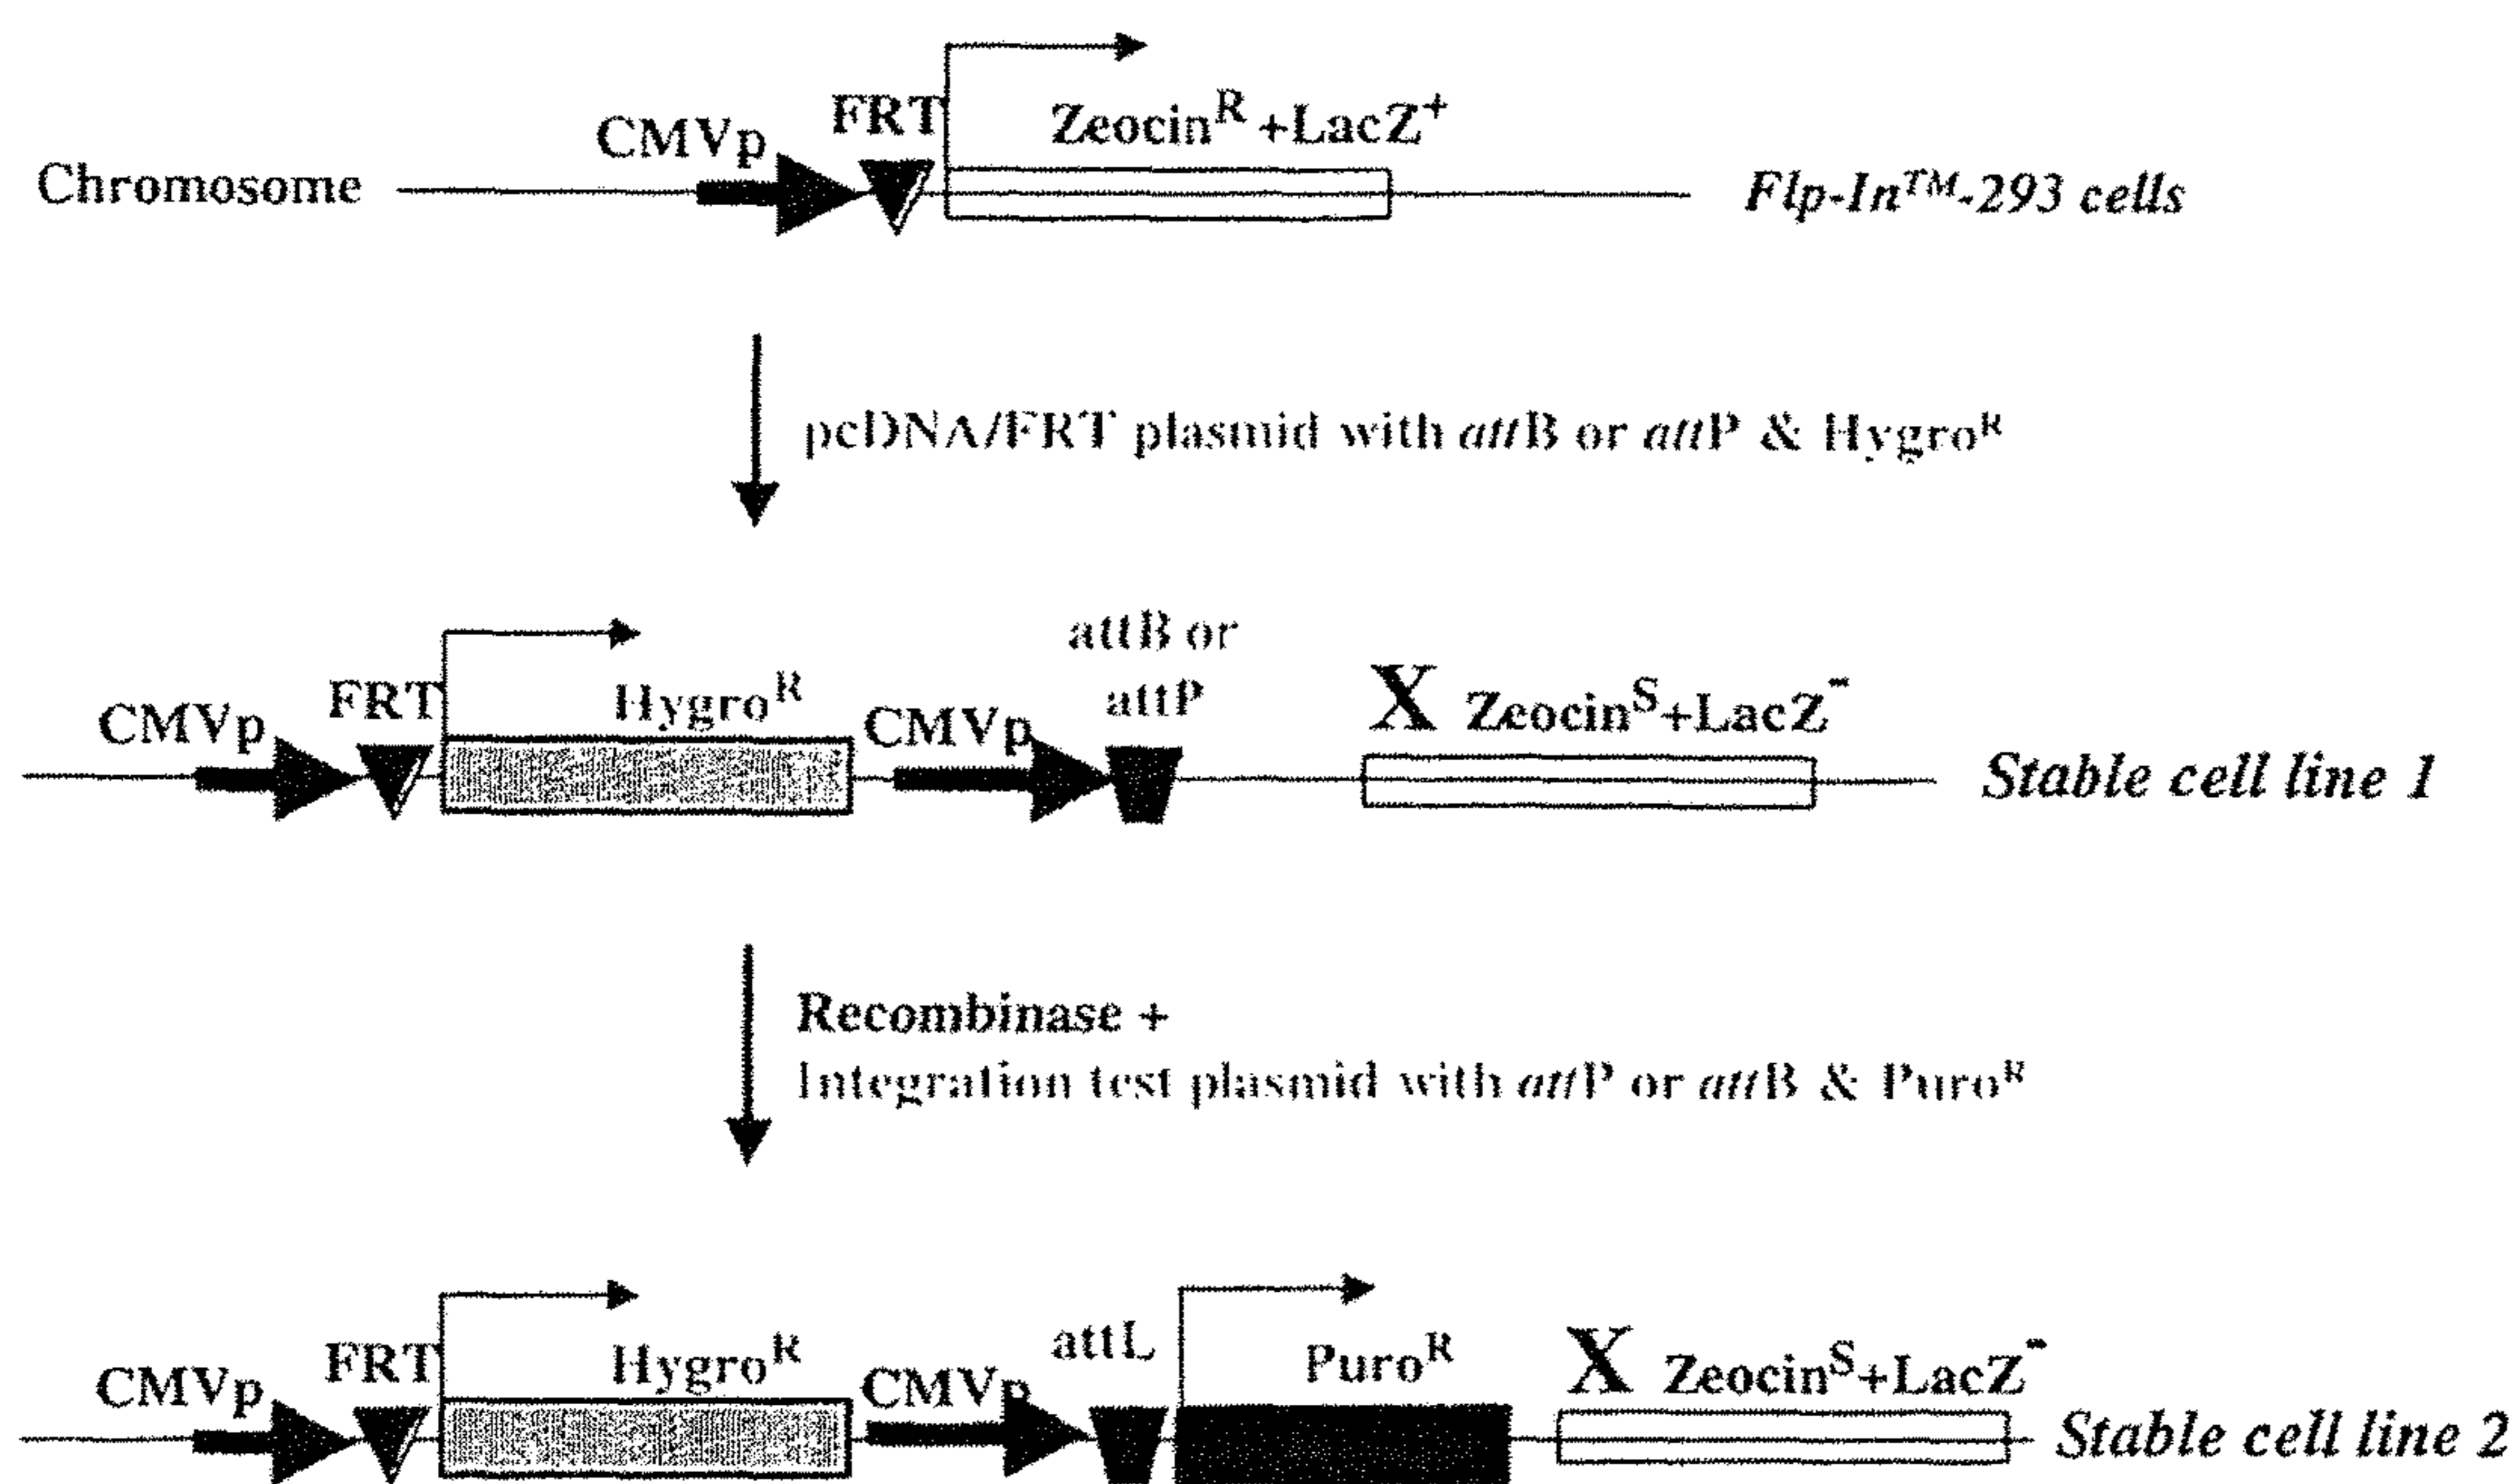 CMVp FRT Zeocin^R +LacZ^+
Chromosome Flp-In™-293 cells
pcDNA/FRT plasmid with attB or attP & Hygro^R
attB or
attP
CMVp FRT Hygro^R CMVp X Zeocin^S+LacZ^-
Stable cell line 1
Recombinase +
Integration test plasmid with attP or attB & Puro^R
CMVp FRT Hygro^R CMVp attL Puro^R X Zeocin^S+LacZ^-
Stable cell line 2